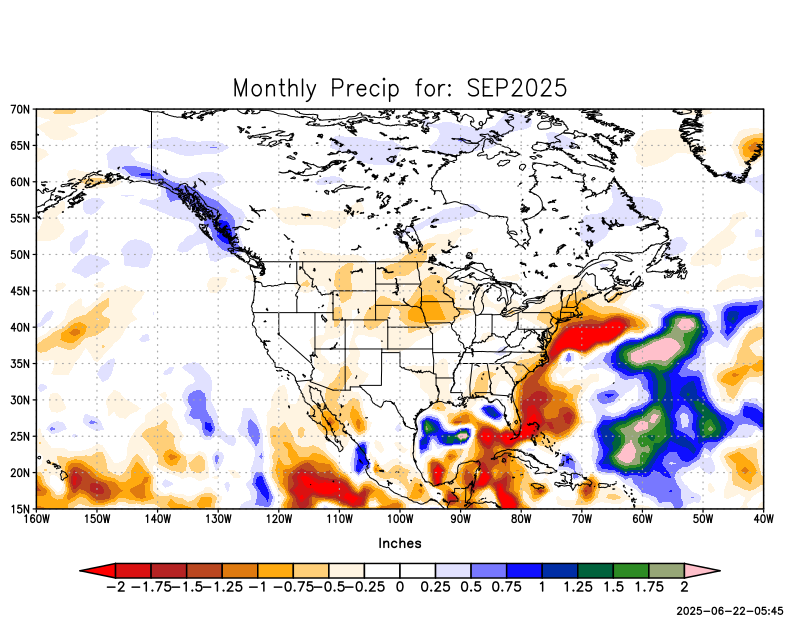 Monthly Precip for: SEP2025
70N
65N
60N
55N
50N
45N
40N
35N
30N
25N
20N
15N
160W 150W 140W 130W 120W 110W 100W 90W 80W 70W 60W 50W 40W
Inches
−2 −1.75−1.5−1.25 −1 −0.75−0.5−0.25 0 0.25 0.5 0.75 1 1.25 1.5 1.75 2
2025-06-22-05:45